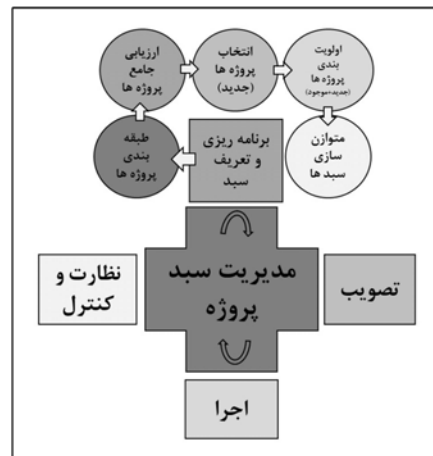 ارزیابی
جامع
پروژه ها
انتخاب
پروژه ها
(جدید)
اولویت
بندی
پروژه ها
(جدید+موجود)
طبقه
بندی
پروژه ها
برنامه ریزی
و تعریف
سبد
متوازن
سازی
سبد ها
مدیریت سبد
پروژه
نظارت و
کنترل
تصویب
اجرا